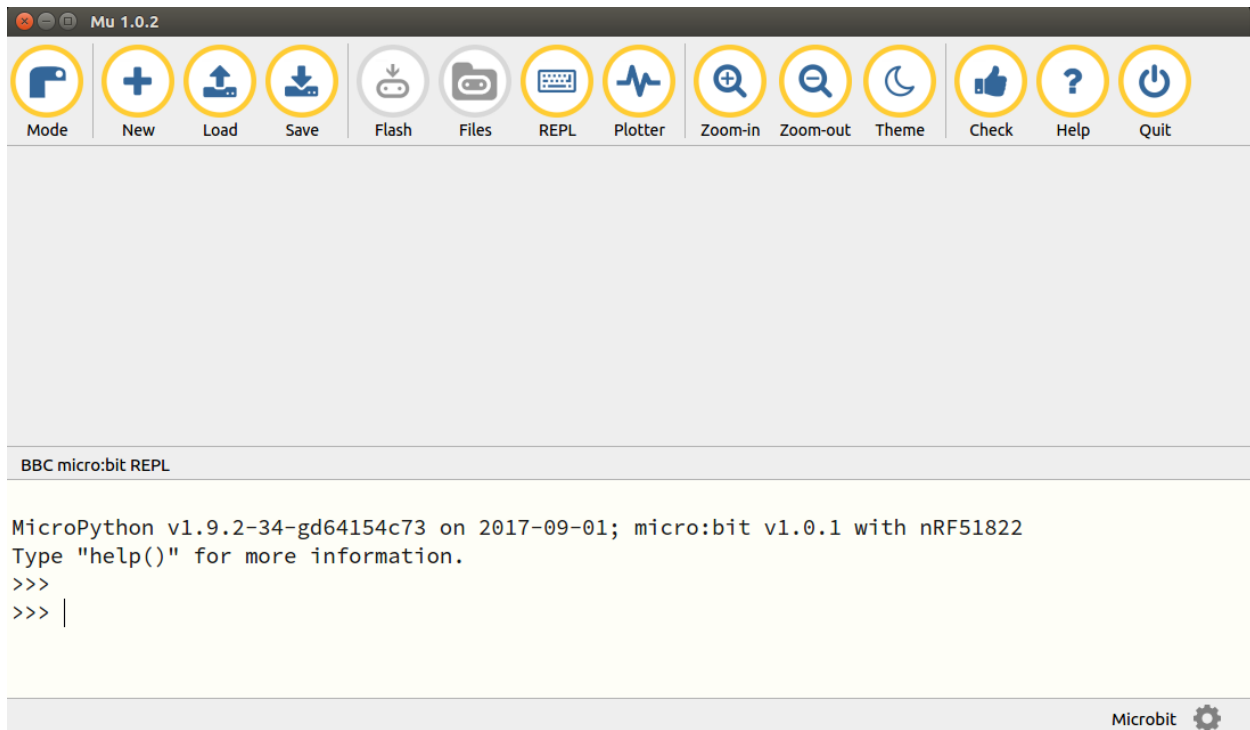 Mu 1.0.2
Mode New Load Save Flash Files REPL Plotter Zoom-in Zoom-out Theme Check Help Quit
BBC micro:bit REPL
MicroPython v1.9.2-34-gd64154c73 on 2017-09-01; micro:bit v1.0.1 with nRF51822
Type "help()" for more information.
>>>
>>>
Microbit